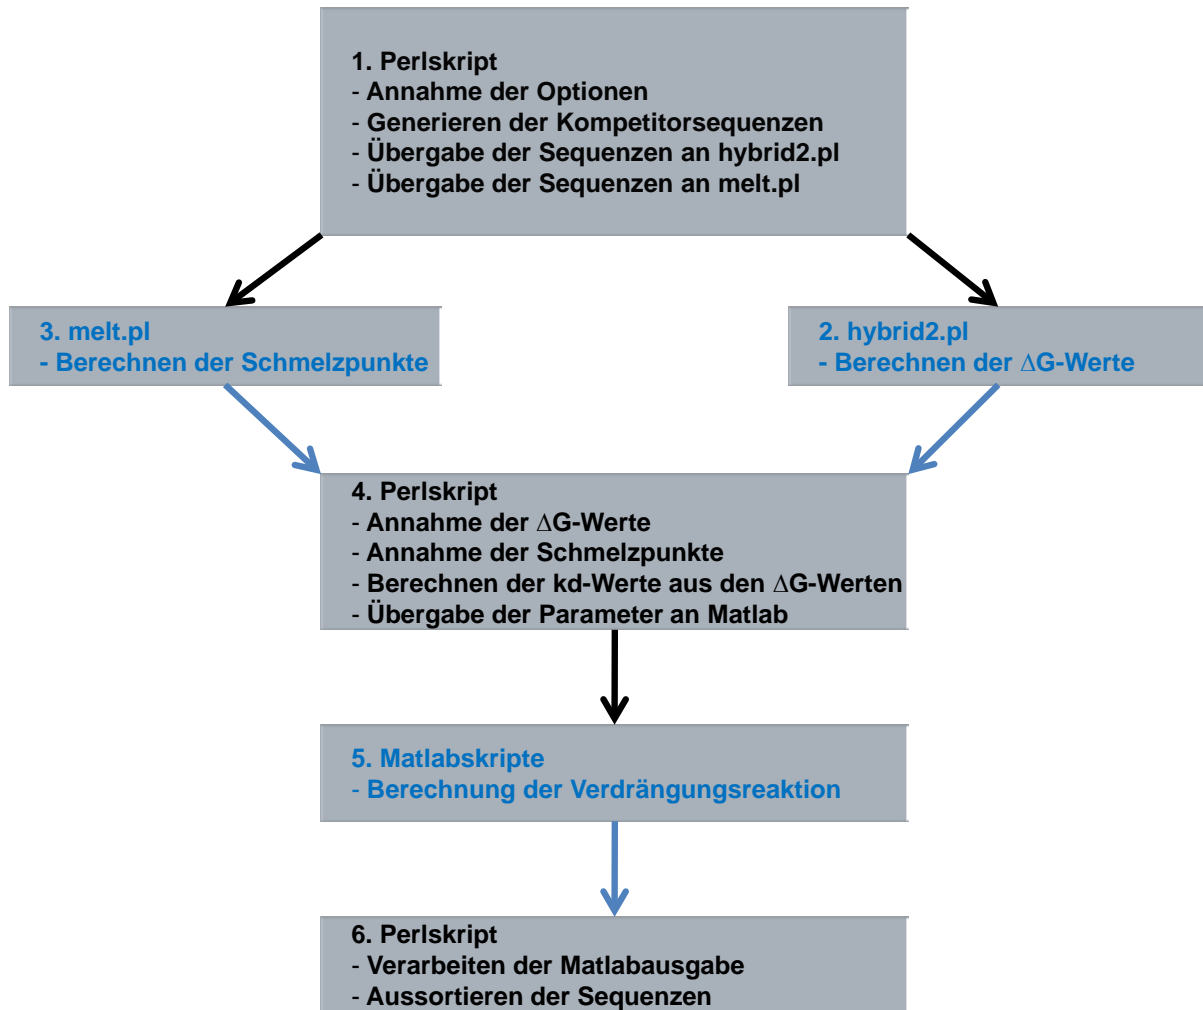 1. Perlskript
- Annahme der Optionen
- Generieren der Kompetitorsequenzen
- Übergabe der Sequenzen an hybrid2.pl
- Übergabe der Sequenzen an melt.pl
3. melt.pl
- Berechnen der Schmelzpunkte
2. hybrid2.pl
- Berechnen der ∆G-Werte
4. Perlskript
- Annahme der ∆G-Werte
- Annahme der Schmelzpunkte
- Berechnen der kd-Werte aus den ∆G-Werten
- Übergabe der Parameter an Matlab
5. Matlabskripte
- Berechnung der Verdrängungsreaktion
6. Perlskript
- Verarbeiten der Matlabausgabe
- Aussortieren der Sequenzen